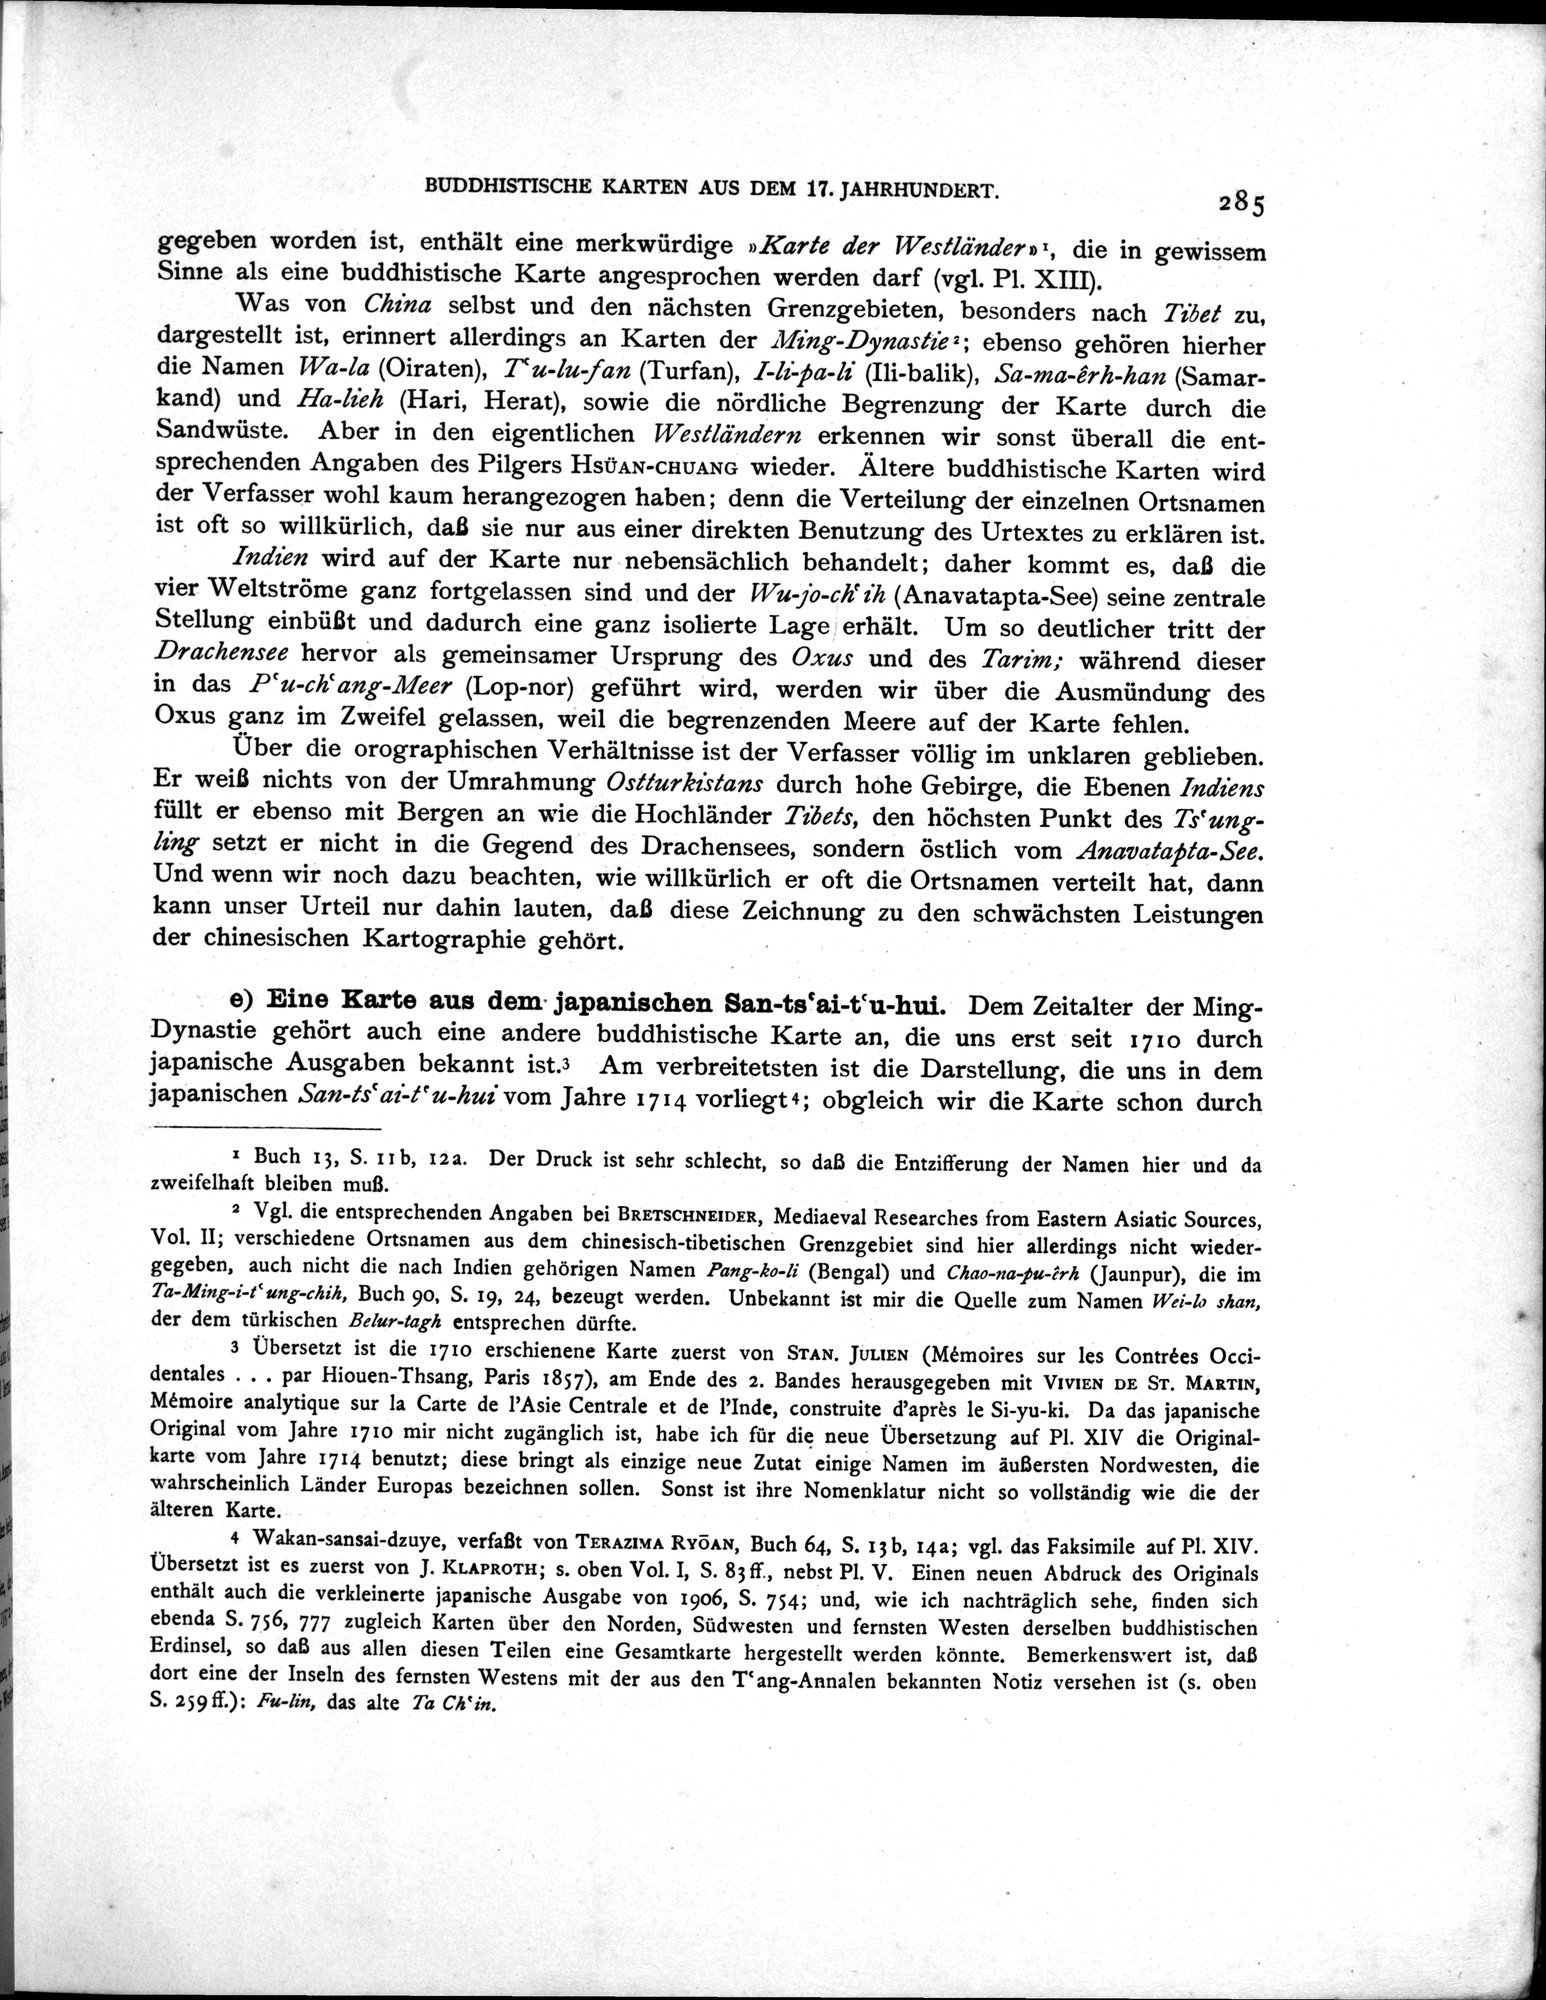 BUDDHISTISCHE KARTEN AUS DEM 17. JAHRHUNDERT.
285
gegeben worden ist, enthält eine merkwürdige »Karte der Westländer»¹, die in gewissem
Sinne als eine buddhistische Karte angesprochen werden darf (vgl. Pl. XIII).
Was von China selbst und den nächsten Grenzgebieten, besonders nach Tibet zu,
dargestellt ist, erinnert allerdings an Karten der Ming-Dynastie²; ebenso gehören hierher
die Namen Wa-la (Oiraten), Tʻu-lu-fan (Turfan), I-li-pa-li (Ili-balik), Sa-ma-êrh-han (Samar-
kand) und Ha-lieh (Hari, Herat), sowie die nördliche Begrenzung der Karte durch die
Sandwüste. Aber in den eigentlichen Westländern erkennen wir sonst überall die ent-
sprechenden Angaben des Pilgers Hsüan-chuang wieder. Ältere buddhistische Karten wird
der Verfasser wohl kaum herangezogen haben; denn die Verteilung der einzelnen Ortsnamen
ist oft so willkürlich, daß sie nur aus einer direkten Benutzung des Urtextes zu erklären ist.
Indien wird auf der Karte nur nebensächlich behandelt; daher kommt es, daß die
vier Weltströme ganz fortgelassen sind und der Wu-jo-chʻih (Anavatapta-See) seine zentrale
Stellung einbüßt und dadurch eine ganz isolierte Lage erhält. Um so deutlicher tritt der
Drachensee hervor als gemeinsamer Ursprung des Oxus und des Tarim; während dieser
in das Pʻu-chʻang-Meer (Lop-nor) geführt wird, werden wir über die Ausmündung des
Oxus ganz im Zweifel gelassen, weil die begrenzenden Meere auf der Karte fehlen.
Über die orographischen Verhältnisse ist der Verfasser völlig im unklaren geblieben.
Er weiß nichts von der Umrahmung Ostturkistans durch hohe Gebirge, die Ebenen Indiens
füllt er ebenso mit Bergen an wie die Hochländer Tibets, den höchsten Punkt des Tsʻung-
ling setzt er nicht in die Gegend des Drachensees, sondern östlich vom Anavatapta-See.
Und wenn wir noch dazu beachten, wie willkürlich er oft die Ortsnamen verteilt hat, dann
kann unser Urteil nur dahin lauten, daß diese Zeichnung zu den schwächsten Leistungen
der chinesischen Kartographie gehört.
e) Eine Karte aus dem japanischen San-tsʻai-tʻu-hui. Dem Zeitalter der Ming-
Dynastie gehört auch eine andere buddhistische Karte an, die uns erst seit 1710 durch
japanische Ausgaben bekannt ist.³ Am verbreitetsten ist die Darstellung, die uns in dem
japanischen San-tsʻai-tʻu-hui vom Jahre 1714 vorliegt⁴; obgleich wir die Karte schon durch
¹ Buch 13, S. 11b, 12a. Der Druck ist sehr schlecht, so daß die Entzifferung der Namen hier und da
zweifelhaft bleiben muß.
² Vgl. die entsprechenden Angaben bei Bretschneider, Mediaeval Researches from Eastern Asiatic Sources,
Vol. II; verschiedene Ortsnamen aus dem chinesisch-tibetischen Grenzgebiet sind hier allerdings nicht wieder-
gegeben, auch nicht die nach Indien gehörigen Namen Pang-ko-li (Bengal) und Chao-na-pu-êrh (Jaunpur), die im
Ta-Ming-i-tʻung-chih, Buch 90, S. 19, 24, bezeugt werden. Unbekannt ist mir die Quelle zum Namen Wei-lo shan,
der dem türkischen Belur-tagh entsprechen dürfte.
3 Übersetzt ist die 1710 erschienene Karte zuerst von Stan. Julien (Mémoires sur les Contrées Occi-
dentales . . . par Hiouen-Thsang, Paris 1857), am Ende des 2. Bandes herausgegeben mit Vivien de St. Martin,
Mémoire analytique sur la Carte de l'Asie Centrale et de l'Inde, construite d'après le Si-yu-ki. Da das japanische
Original vom Jahre 1710 mir nicht zugänglich ist, habe ich für die neue Übersetzung auf Pl. XIV die Original-
karte vom Jahre 1714 benutzt; diese bringt als einzige neue Zutat einige Namen im äußersten Nordwesten, die
wahrscheinlich Länder Europas bezeichnen sollen. Sonst ist ihre Nomenklatur nicht so vollständig wie die der
älteren Karte.
4 Wakan-sansai-dzuye, verfaßt von Terazima Ryōan, Buch 64, S. 13b, 14a; vgl. das Faksimile auf Pl. XIV.
Übersetzt ist es zuerst von J. Klaproth; s. oben Vol. I, S. 83 ff., nebst Pl. V. Einen neuen Abdruck des Originals
enthält auch die verkleinerte japanische Ausgabe von 1906, S. 754; und, wie ich nachträglich sehe, finden sich
ebenda S. 756, 777 zugleich Karten über den Norden, Südwesten und fernsten Westen derselben buddhistischen
Erdinsel, so daß aus allen diesen Teilen eine Gesamtkarte hergestellt werden könnte. Bemerkenswert ist, daß
dort eine der Inseln des fernsten Westens mit der aus den Tʻang-Annalen bekannten Notiz versehen ist (s. oben
S. 259 ff.): Fu-lin, das alte Ta Chʻin.